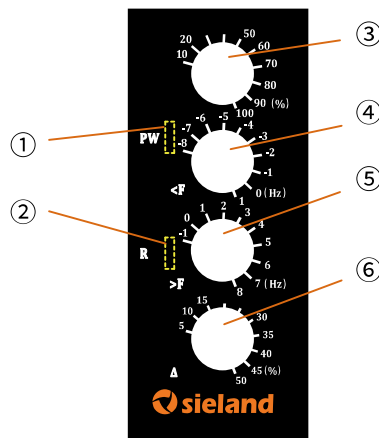 20 50
10 60
70
80
90 (%)
100
③
①
PW
-8 -7 -6 -5 -4 -3 -2 -1 0 (Hz) 1
<F
④
②
R
-1 0 1 2 3 4 5 6 7 (Hz) 8
>F
⑤
5 10 15 30 35 40 45 (%) 50
Δ
⑥
sieland